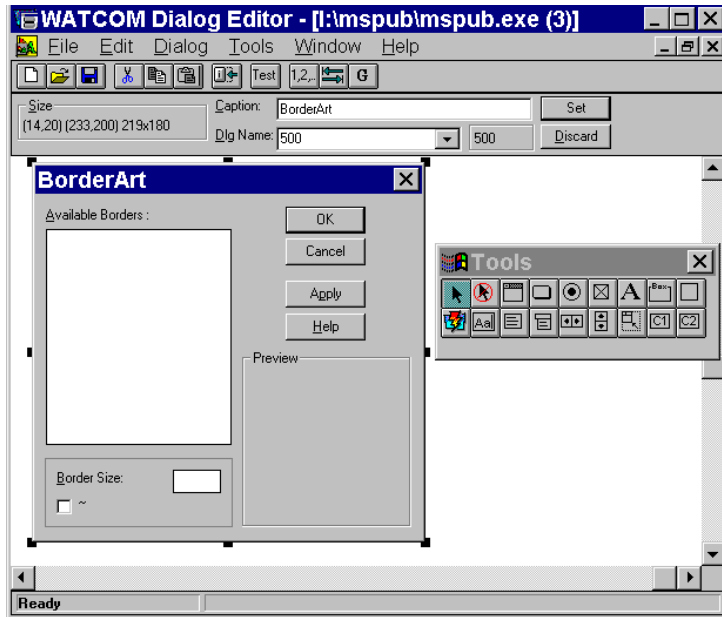 WATCOM Dialog Editor - [I:\mspub\mspub.exe (3)]
File Edit Dialog Tools Window Help
Test 1,2,.. G
Size
(14,20) (233,200) 219x180
Caption: BorderArt Set
Dlg Name: 500 500 Discard
BorderArt
Available Borders :
OK
Cancel
Apply
Help
Preview
Border Size:
~
Tools
A Box
Aa C1 C2
Ready